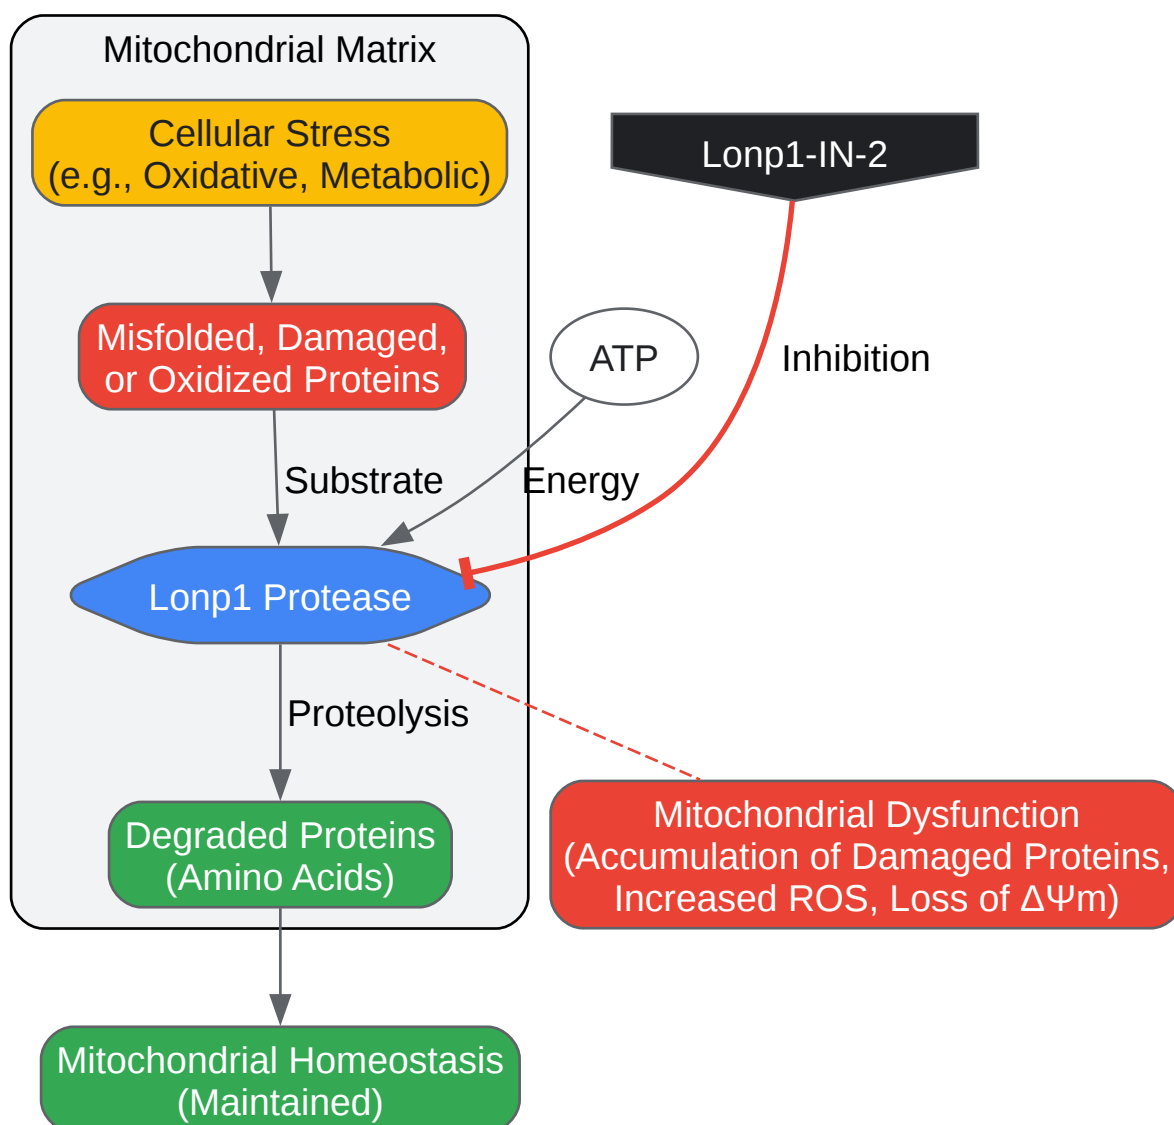 Mitochondrial Matrix
Cellular Stress
(e.g., Oxidative, Metabolic)
Lonp1-IN-2
Misfolded, Damaged,
or Oxidized Proteins
ATP
Inhibition
Substrate
Energy
Lonp1 Protease
Proteolysis
Degraded Proteins
(Amino Acids)
Mitochondrial Dysfunction
(Accumulation of Damaged Proteins,
Increased ROS, Loss of ΔΨm)
Mitochondrial Homeostasis
(Maintained)